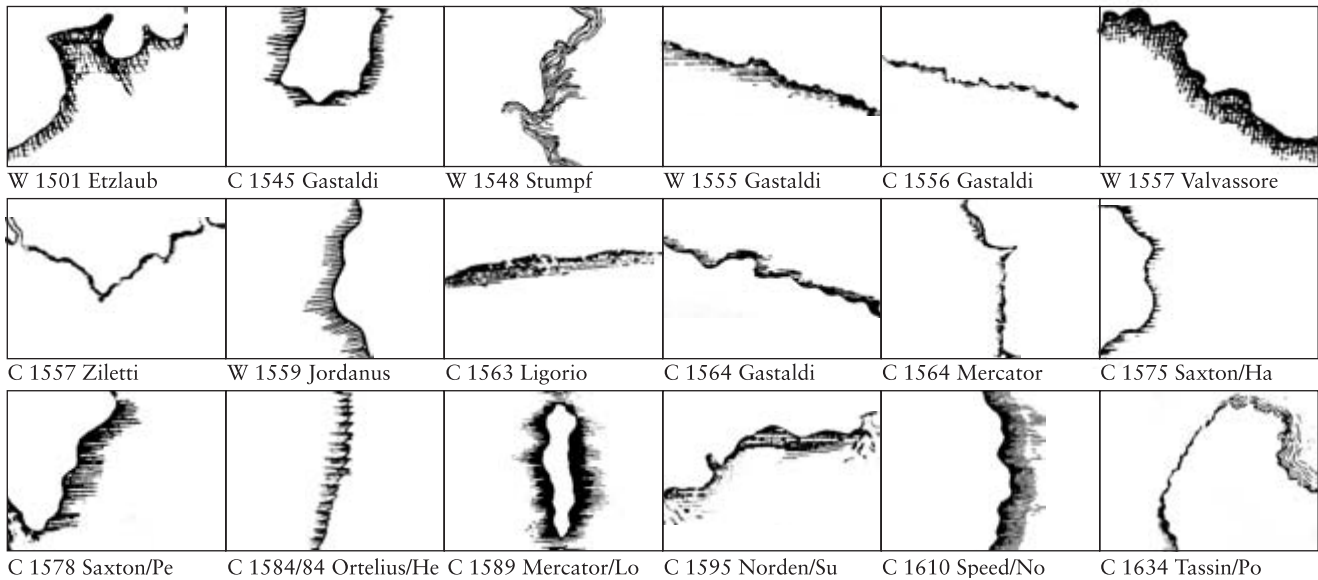 W 1501 Etzlaub C 1545 Gastaldi W 1548 Stumpf W 1555 Gastaldi C 1556 Gastaldi W 1557 Valvassore
C 1557 Ziletti W 1559 Jordanus C 1563 Ligorio C 1564 Gastaldi C 1564 Mercator C 1575 Saxton/Ha
C 1578 Saxton/Pe C 1584/84 Ortelius/He C 1589 Mercator/Lo C 1595 Norden/Su C 1610 Speed/No C 1634 Tassin/Po